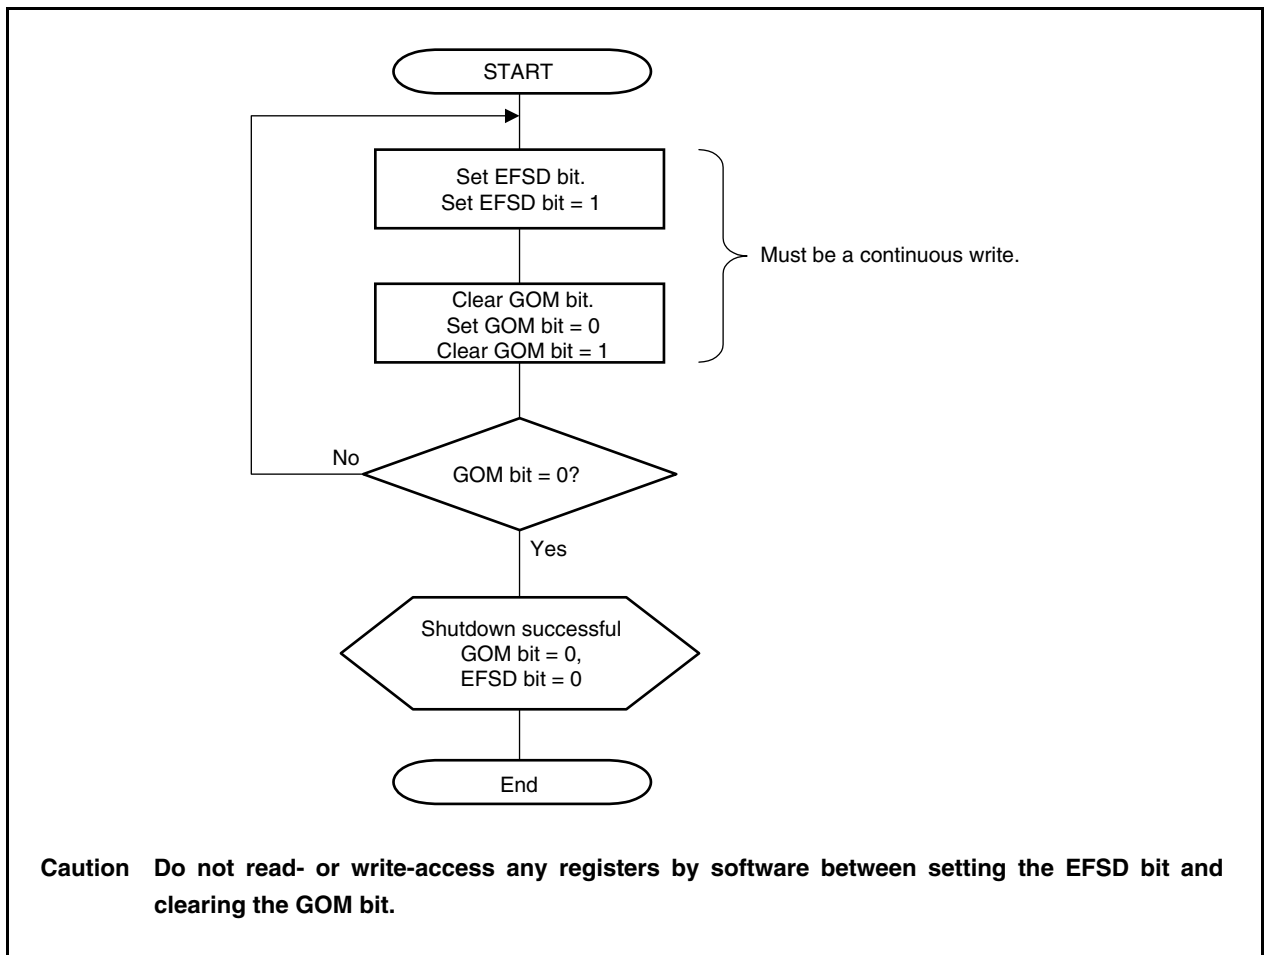 START
Set EFSD bit.
Set EFSD bit = 1
Must be a continuous write.
Clear GOM bit.
Set GOM bit = 0
Clear GOM bit = 1
No
GOM bit = 0?
Yes
Shutdown successful
GOM bit = 0,
EFSD bit = 0
End
Caution Do not read- or write-access any registers by software between setting the EFSD bit and
clearing the GOM bit.